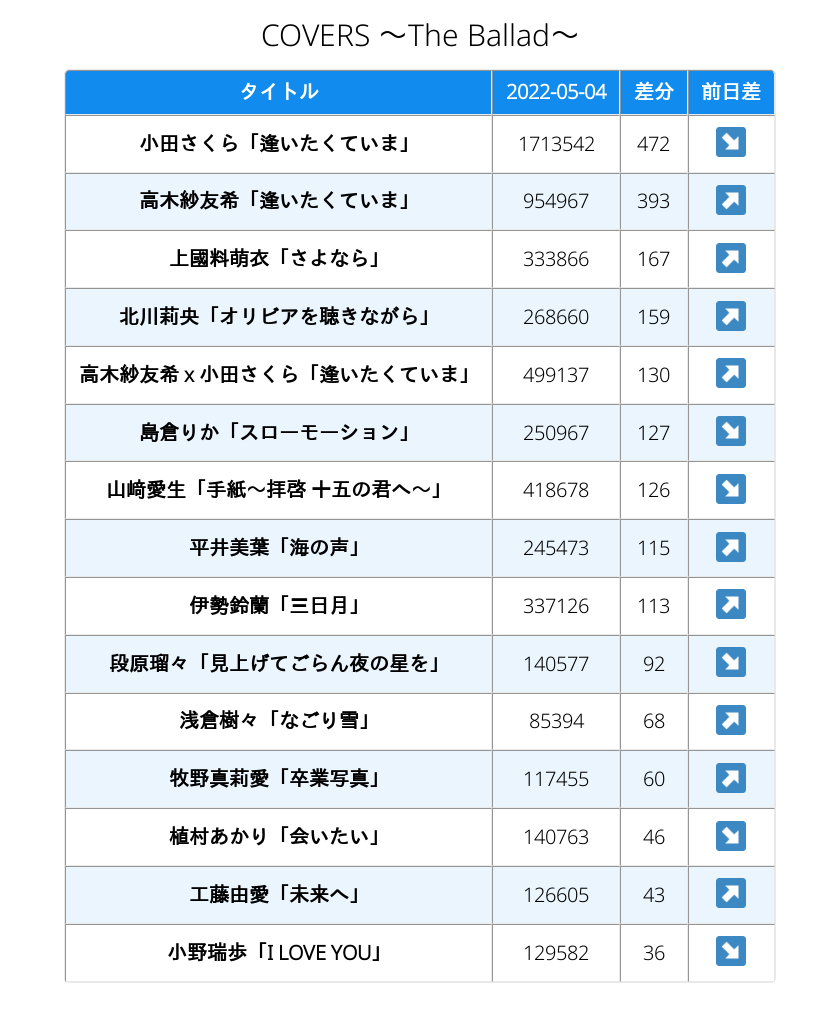 COVERS ～The Ballad～
タイトル 2022-05-04 差分 前日差
小田さくら「逢いたくていま」 1713542 472 ↘
高木紗友希「逢いたくていま」 954967 393 ↗
上國料萌衣「さよなら」 333866 167 ↗
北川莉央「オリビアを聴きながら」 268660 159 ↗
高木紗友希 x 小田さくら「逢いたくていま」 499137 130 ↗
島倉りか「スローモーション」 250967 127 ↘
山﨑愛生「手紙～拝啓 十五の君へ～」 418678 126 ↘
平井美葉「海の声」 245473 115 ↗
伊勢鈴蘭「三日月」 337126 113 ↗
段原瑠々「見上げてごらん夜の星を」 140577 92 ↘
浅倉樹々「なごり雪」 85394 68 ↗
牧野真莉愛「卒業写真」 117455 60 ↗
植村あかり「会いたい」 140763 46 ↘
工藤由愛「未来へ」 126605 43 ↗
小野瑞歩「I LOVE YOU」 129582 36 ↘